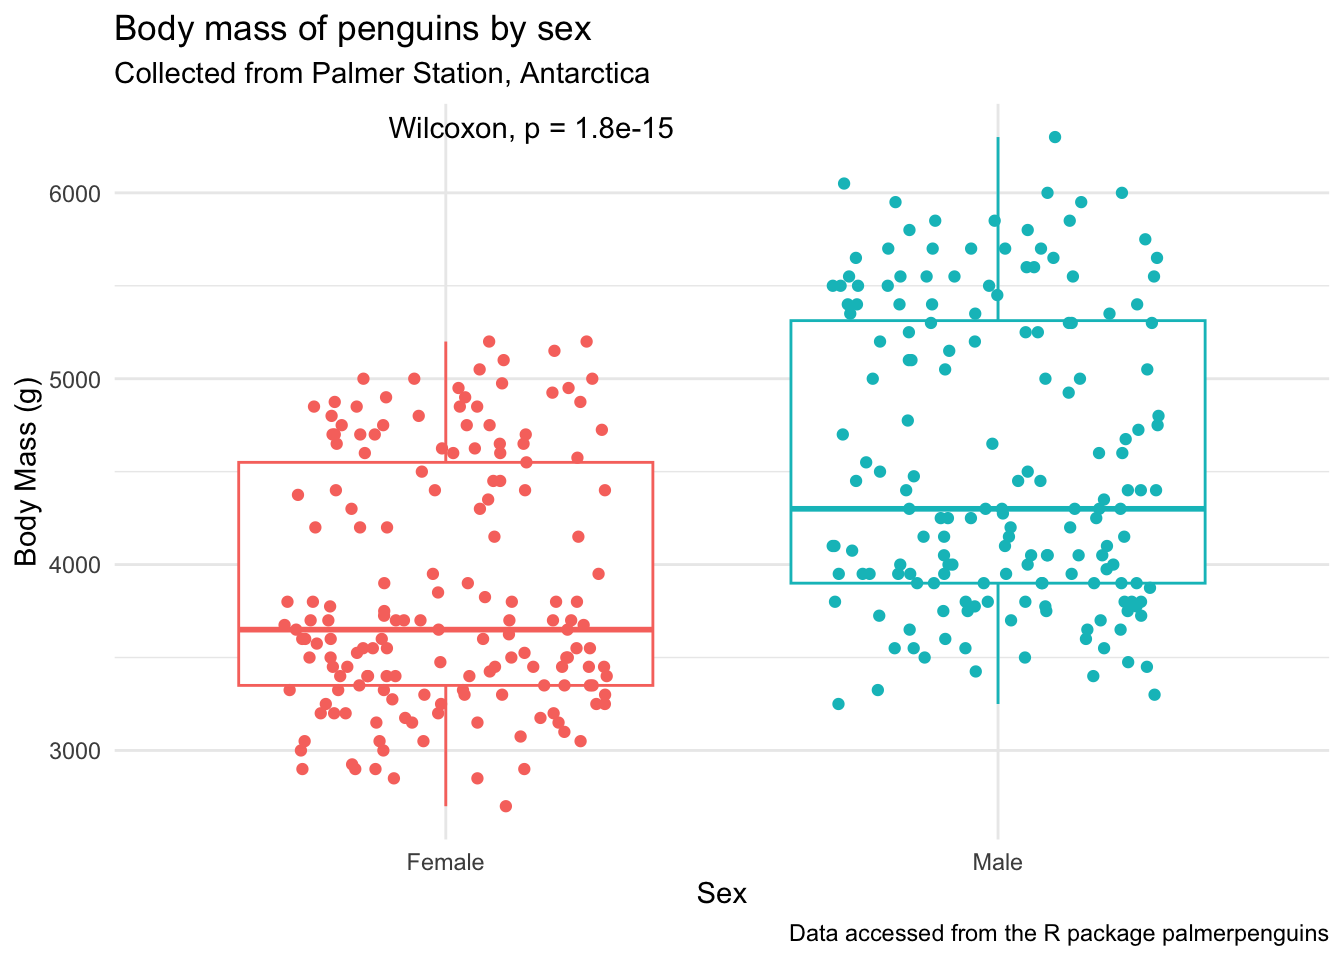 Body mass of penguins by sex
Collected from Palmer Station, Antarctica
Wilcoxon, p = 1.8e-15
6000
5000
4000
3000
Body Mass (g)
Female Male
Sex
Data accessed from the R package palmerpenguins